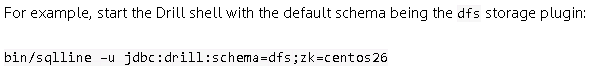 For example, start the Drill shell with the default schema being the dfs storage plugin:
bin/sqlline –u jdbc:drill:schema=dfs;zk=centos26